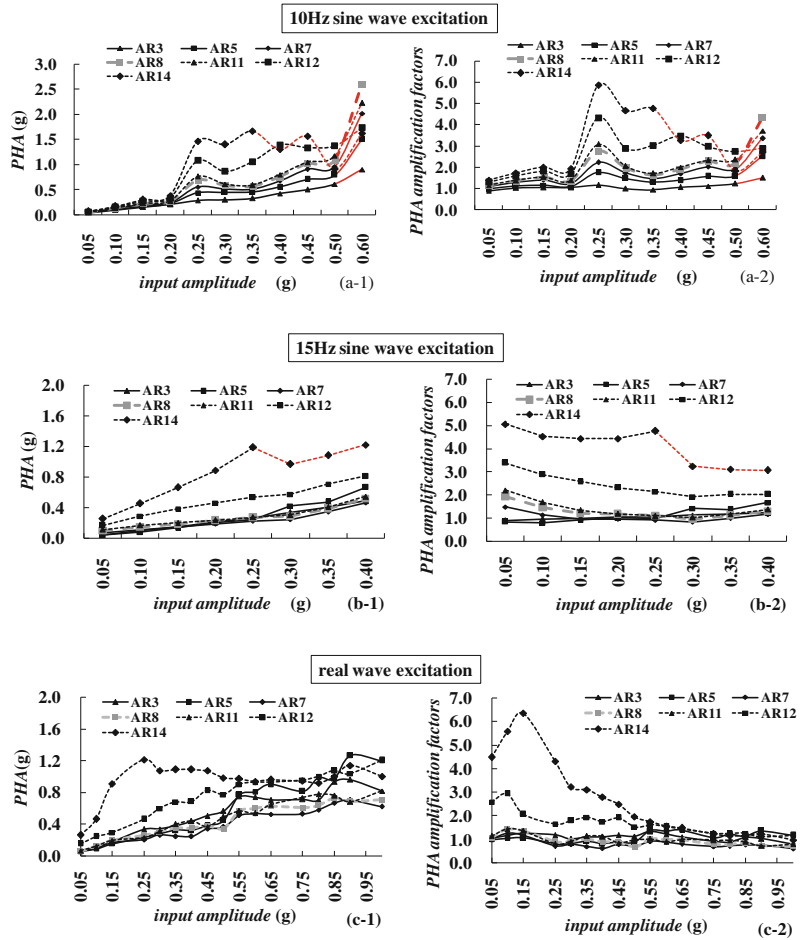 10Hz sine wave excitation
AR3 AR5 AR7
AR8 AR11 AR12
AR14
PHA (g)
3.0
2.5
2.0
1.5
1.0
0.5
0.0
0.05 0.10 0.15 0.20 0.25 0.30 0.35 0.40 0.45 0.50 0.60
input amplitude (g) (a-1)
AR3 AR5 AR7
AR8 AR11 AR12
AR14
PHA amplification factors
7.0
6.0
5.0
4.0
3.0
2.0
1.0
0.0
0.05 0.10 0.15 0.20 0.25 0.30 0.35 0.40 0.45 0.50 0.60
input amplitude (g) (a-2)
15Hz sine wave excitation
AR3 AR5 AR7
AR8 AR11 AR12
AR14
PHA (g)
2.0
1.6
1.2
0.8
0.4
0.0
0.05 0.10 0.15 0.20 0.25 0.30 0.35 0.40
input amplitude (g) (b-1)
AR3 AR5 AR7
AR8 AR11 AR12
AR14
PHA amplification factors
7.0
6.0
5.0
4.0
3.0
2.0
1.0
0.0
0.05 0.10 0.15 0.20 0.25 0.30 0.35 0.40
input amplitude (g) (b-2)
real wave excitation
AR3 AR5 AR7
AR8 AR11 AR12
AR14
PHA(g)
2.0
1.6
1.2
0.8
0.4
0.0
0.05 0.15 0.25 0.35 0.45 0.55 0.65 0.75 0.85 0.95
input amplitude (g) (c-1)
AR3 AR5 AR7
AR8 AR11 AR12
AR14
PHA amplification factors
7.0
6.0
5.0
4.0
3.0
2.0
1.0
0.0
0.05 0.15 0.25 0.35 0.45 0.55 0.65 0.75 0.85 0.95
input amplitude (g) (c-2)